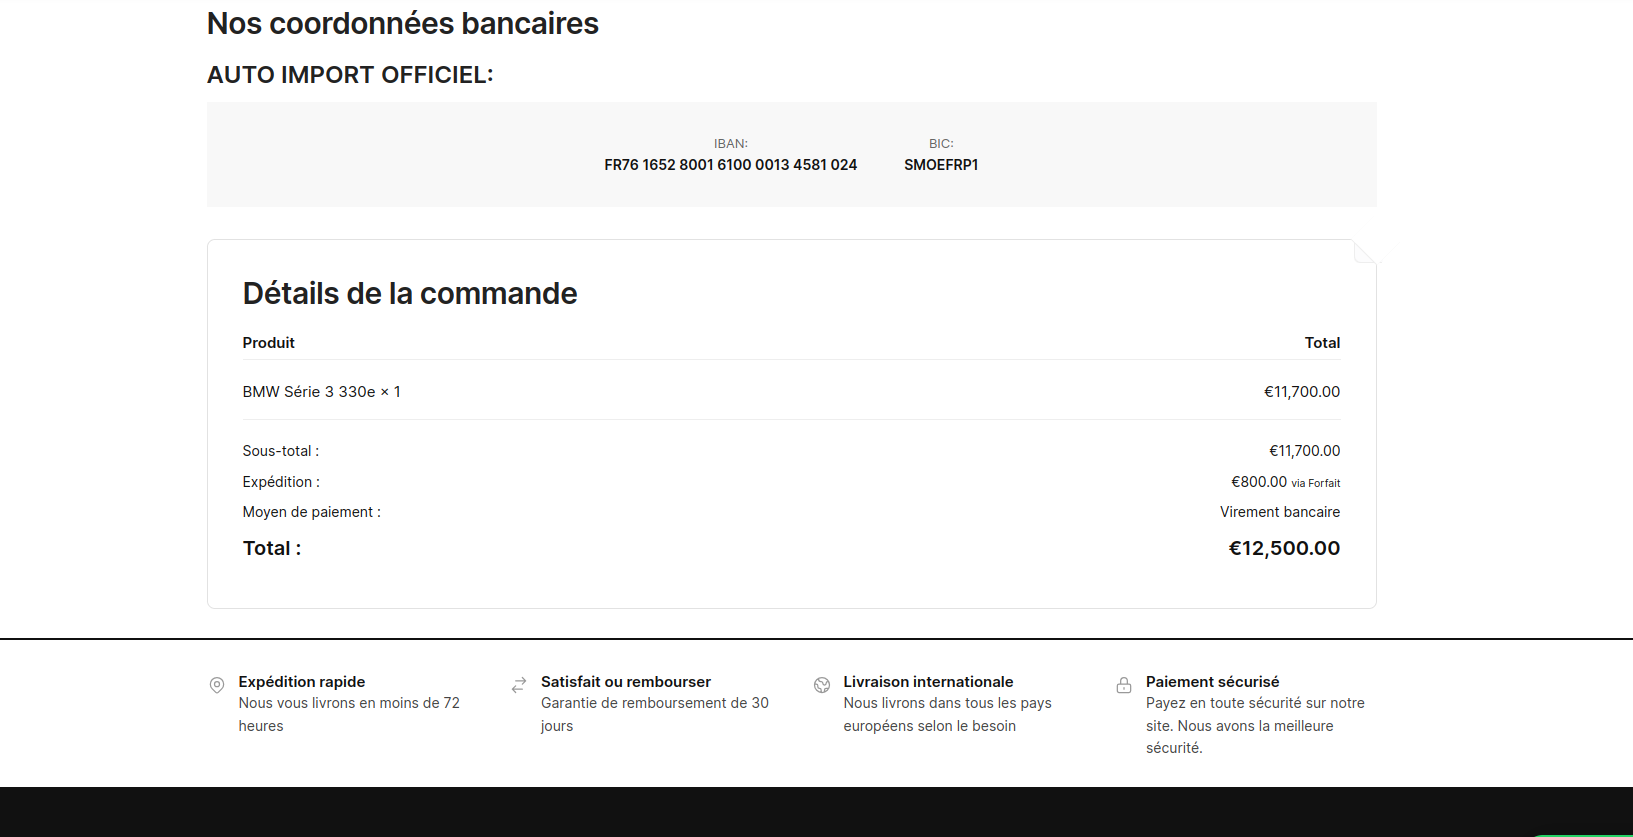 Nos coordonnées bancaires
AUTO IMPORT OFFICIEL:
IBAN: BIC:
FR76 1652 8001 6100 0013 4581 024 SMOEFRP1
Détails de la commande
Produit Total
BMW Série 3 330e × 1 €11,700.00
Sous-total : €11,700.00
Expédition : €800.00 via Forfait
Moyen de paiement : Virement bancaire
Total : €12,500.00
Expédition rapide
Nous vous livrons en moins de 72
heures
Satisfait ou rembourser
Garantie de remboursement de 30
jours
Livraison internationale
Nous livrons dans tous les pays
européens selon le besoin
Paiement sécurisé
Payez en toute sécurité sur notre
site. Nous avons la meilleure
sécurité.